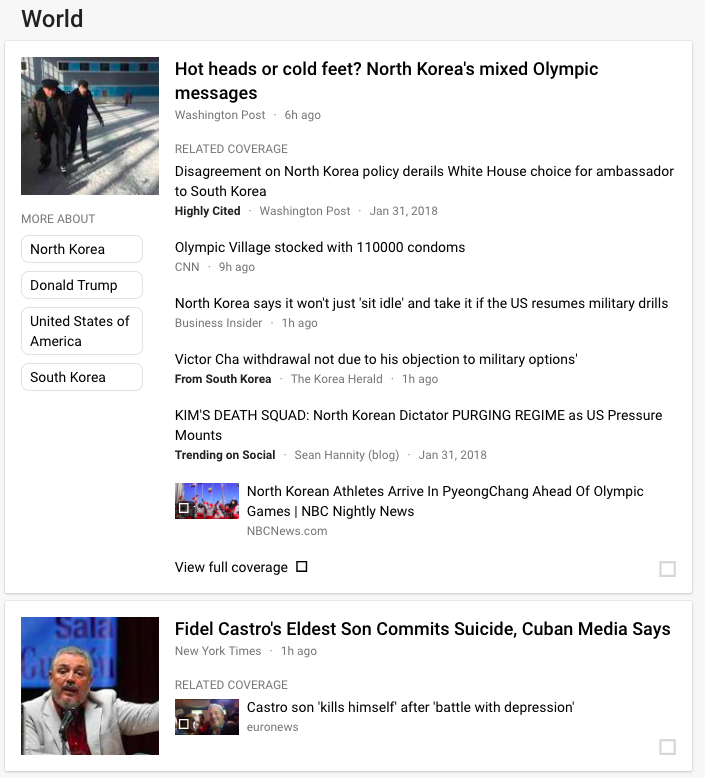 World
Hot heads or cold feet? North Korea's mixed Olympic
messages
Washington Post · 6h ago
RELATED COVERAGE
Disagreement on North Korea policy derails White House choice for ambassador
to South Korea
Highly Cited · Washington Post · Jan 31, 2018
Olympic Village stocked with 110000 condoms
CNN · 9h ago
North Korea says it won't just 'sit idle' and take it if the US resumes military drills
Business Insider · 1h ago
Victor Cha withdrawal not due to his objection to military options'
From South Korea · The Korea Herald · 1h ago
KIM'S DEATH SQUAD: North Korean Dictator PURGING REGIME as US Pressure
Mounts
Trending on Social · Sean Hannity (blog) · Jan 31, 2018
North Korean Athletes Arrive In PyeongChang Ahead Of Olympic
Games | NBC Nightly News
NBCNews.com
View full coverage
MORE ABOUT
North Korea
Donald Trump
United States of
America
South Korea
Fidel Castro's Eldest Son Commits Suicide, Cuban Media Says
New York Times · 1h ago
RELATED COVERAGE
Castro son 'kills himself' after 'battle with depression'
euronews
Sala